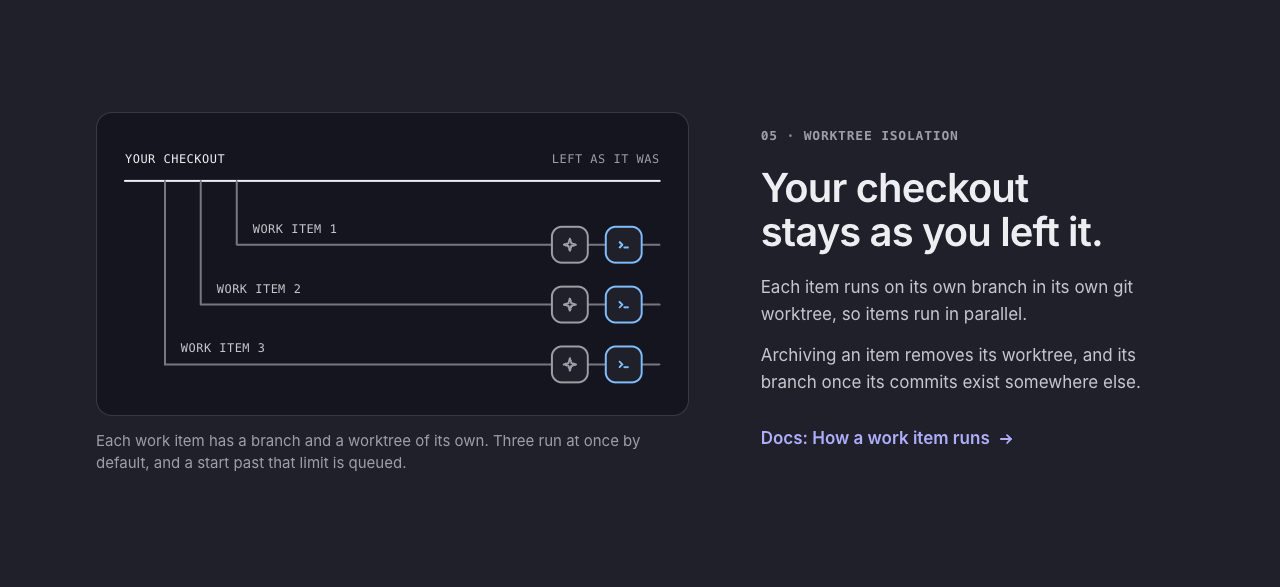 YOUR CHECKOUT
LEFT AS IT WAS
WORK ITEM 1
WORK ITEM 2
WORK ITEM 3
Each work item has a branch and a worktree of its own. Three run at once by
default, and a start past that limit is queued.
05 · WORKTREE ISOLATION
Your checkout
stays as you left it.
Each item runs on its own branch in its own git
worktree, so items run in parallel.
Archiving an item removes its worktree, and its
branch once its commits exist somewhere else.
Docs: How a work item runs →